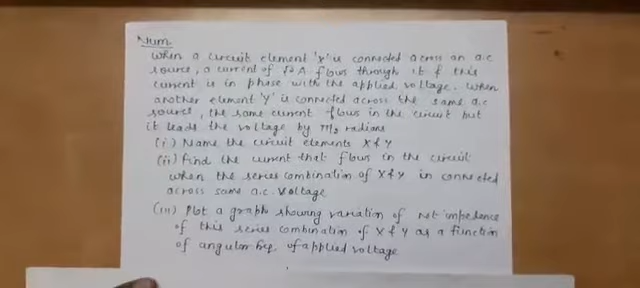 Num
When a circuit element 'X' is connected across an a.c
source, a current of √2 A flows through it & this
current is in phase with the applied voltage. When
another element 'Y' is connected across the same a.c
source, the same current flows in the circuit but
it leads the voltage by π/2 radians
(i) Name the circuit elements X & Y
(ii) Find the current that flows in the circuit
when the series combination of X & Y in connected
across same a.c. voltage
(iii) Plot a graph showing variation of net impedence
of this series combination of X & Y as a function
of angular freq. of applied voltage